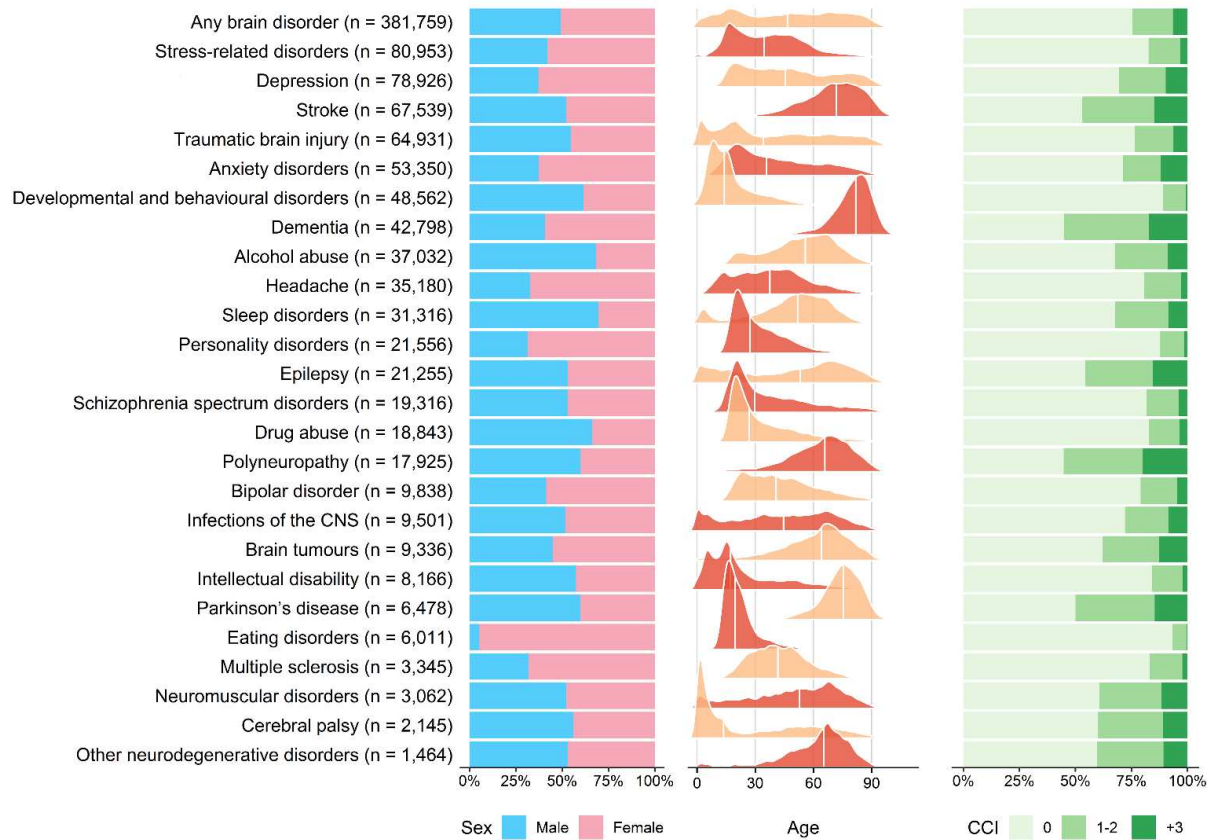 Any brain disorder (n = 381,759)
Stress-related disorders (n = 80,953)
Depression (n = 78,926)
Stroke (n = 67,539)
Traumatic brain injury (n = 64,931)
Anxiety disorders (n = 53,350)
Developmental and behavioural disorders (n = 48,562)
Dementia (n = 42,798)
Alcohol abuse (n = 37,032)
Headache (n = 35,180)
Sleep disorders (n = 31,316)
Personality disorders (n = 21,556)
Epilepsy (n = 21,255)
Schizophrenia spectrum disorders (n = 19,316)
Drug abuse (n = 18,843)
Polyneuropathy (n = 17,925)
Bipolar disorder (n = 9,838)
Infections of the CNS (n = 9,501)
Brain tumours (n = 9,336)
Intellectual disability (n = 8,166)
Parkinson's disease (n = 6,478)
Eating disorders (n = 6,011)
Multiple sclerosis (n = 3,345)
Neuromuscular disorders (n = 3,062)
Cerebral palsy (n = 2,145)
Other neurodegenerative disorders (n = 1,464)
0% 25% 50% 75% 100% 0 30 60 90 0% 25% 50% 75% 100%
Sex Male Female Age CCI 0 1-2 +3